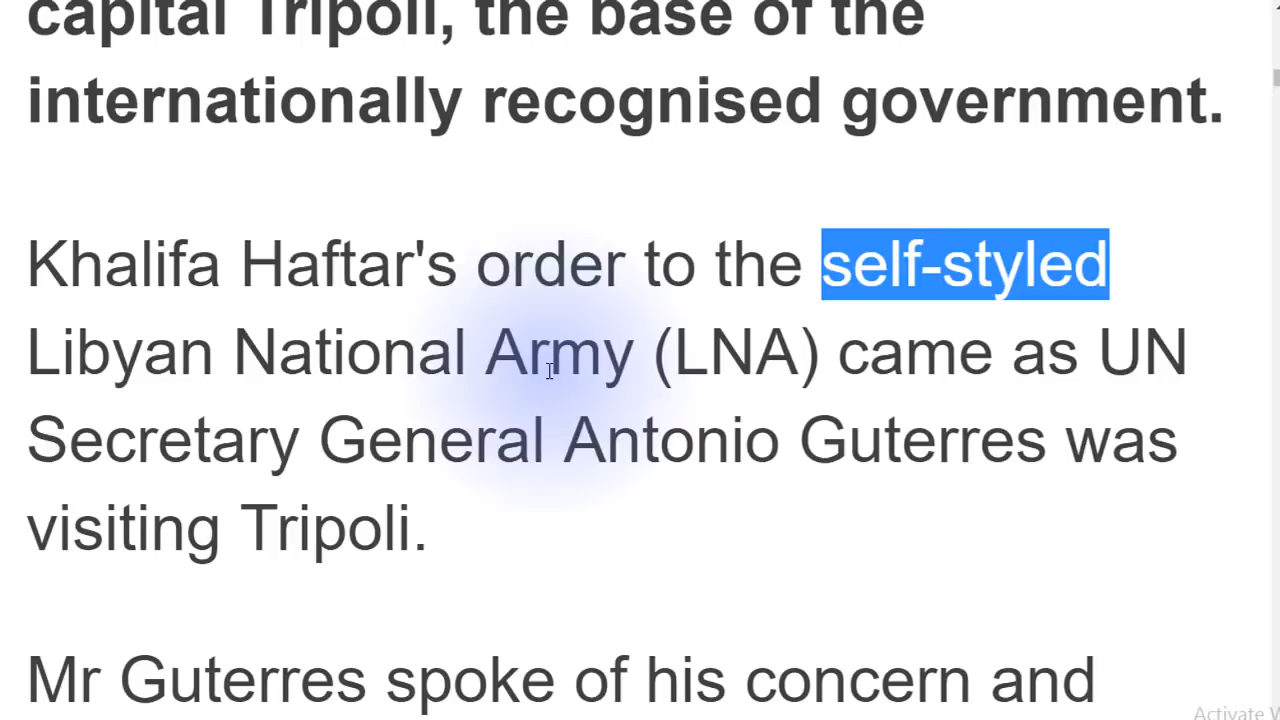 capital Tripoli, the base of the
internationally recognised government.
Khalifa Haftar's order to the self-styled
Libyan National Army (LNA) came as UN
Secretary General Antonio Guterres was
visiting Tripoli.
Mr Guterres spoke of his concern and
Activate W